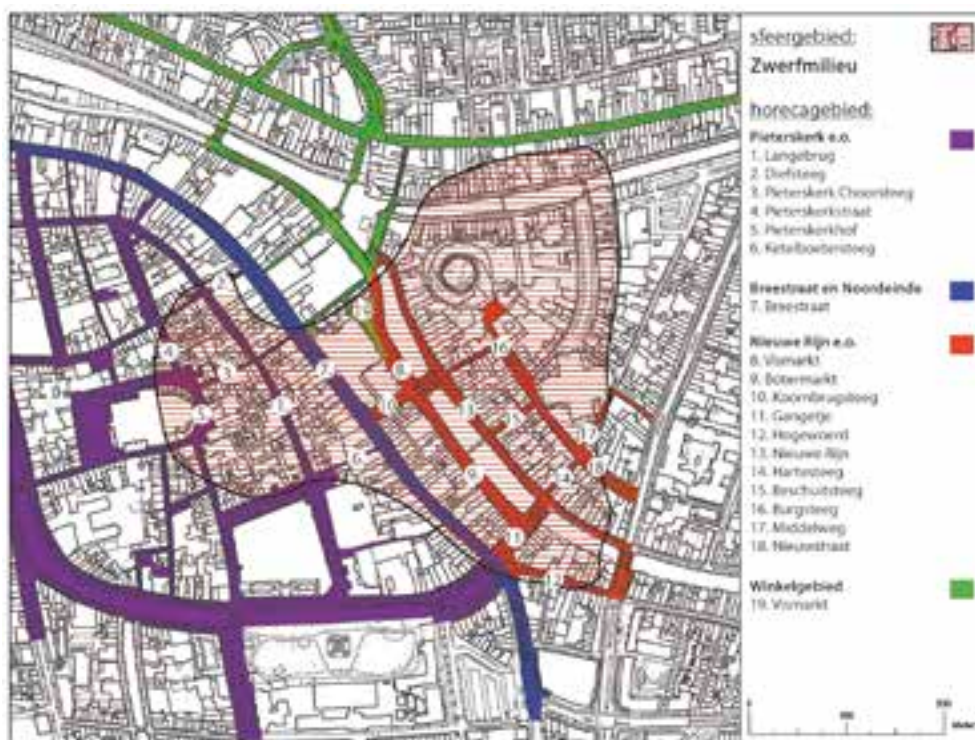 sfeergebied:
Zwerfmilieu
horecagebied:
Pieterskerk e.o.
1. Langebrug
2. Diefsteeg
3. Pieterskerk Choorsteeg
4. Pieterskerkstraat
5. Pieterskerkhof
6. Ketelboetersteeg
Breestraat en Noordeinde
7. Breestraat
Nieuwe Rijn e.o.
8. Vismarkt
9. Botermarkt
10. Koornbrugsteeg
11. Gangetje
12. Hogewoerd
13. Nieuwe Rijn
14. Hartesteeg
15. Beschuitsteeg
16. Burgsteeg
17. Middelweg
18. Nieuwstraat
Winkelgebied
19. Vismarkt